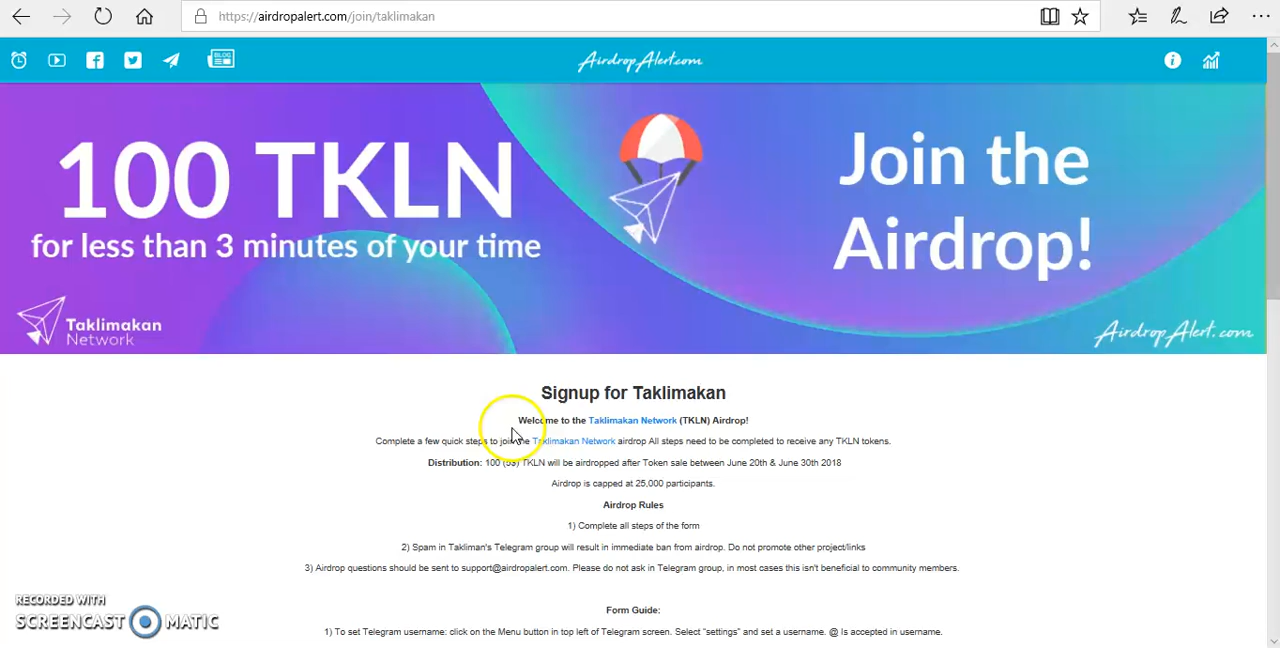 https://airdropalert.com/join/taklimakan
BLOG
AirdropAlert.com
100 TKLN
for less than 3 minutes of your time
Join the
Airdrop!
Taklimakan
Network
AirdropAlert.com
Signup for Taklimakan
Welcome to the Taklimakan Network (TKLN) Airdrop!
Complete a few quick steps to join the Taklimakan Network airdrop All steps need to be completed to receive any TKLN tokens.
Distribution: 100 (5$) TKLN will be airdropped after Token sale between June 20th & June 30th 2018
Airdrop is capped at 25,000 participants.
Airdrop Rules
1) Complete all steps of the form
2) Spam in Takliman's Telegram group will result in immediate ban from airdrop. Do not promote other project/links
3) Airdrop questions should be sent to support@airdropalert.com. Please do not ask in Telegram group, in most cases this isn't beneficial to community members.
Form Guide:
1) To set Telegram username: click on the Menu button in top left of Telegram screen. Select “settings” and set a username. @ Is accepted in username.
RECORDED WITH
SCREENCAST MATIC